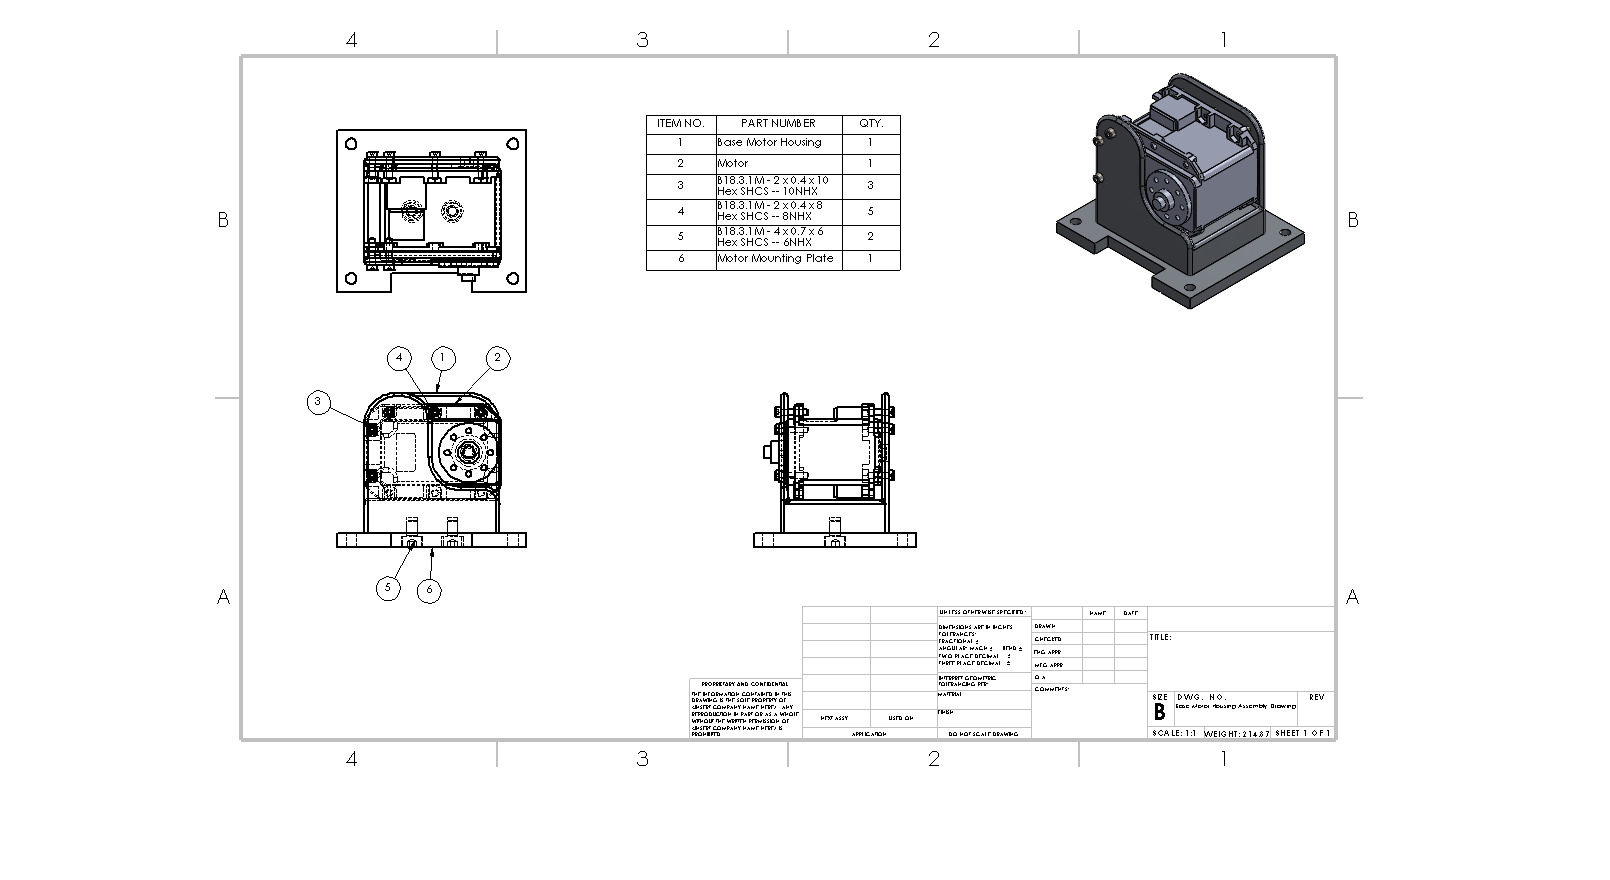 4 3 2 1
B B
A A
4 3 2 1
ITEM NO. PART NUMBER QTY.
1 Base Motor Housing 1
2 Motor 1
3 B18.3.1M - 2 x 0.4 x 10 Hex SHCS -- 10NHX 3
4 B18.3.1M - 2 x 0.4 x 8 Hex SHCS -- 8NHX 5
5 B18.3.1M - 4 x 0.7 x 6 Hex SHCS -- 6NHX 2
6 Motor Mounting Plate 1
4 1 2
3
5 6
UNLESS OTHERWISE SPECIFIED:
DIMENSIONS ARE IN INCHES
TOLERANCES:
FRACTIONAL ±
ANGULAR: MACH ± BEND ±
TWO PLACE DECIMAL ±
THREE PLACE DECIMAL ±
INTERPRET GEOMETRIC
TOLERANCING PER:
MATERIAL
FINISH
DO NOT SCALE DRAWING
NAME DATE
DRAWN
CHECKED
ENG APPR.
MFG APPR.
Q.A.
COMMENTS:
PROPRIETARY AND CONFIDENTIAL
THE INFORMATION CONTAINED IN THIS
DRAWING IS THE SOLE PROPERTY OF
<INSERT COMPANY NAME HERE>. ANY
REPRODUCTION IN PART OR AS A WHOLE
WITHOUT THE WRITTEN PERMISSION OF
<INSERT COMPANY NAME HERE> IS
PROHIBITED.
NEXT ASSY USED ON
APPLICATION
TITLE:
SIZE DWG. NO. REV
B Base Motor Housing Assembly Drawing
SCALE: 1:1 WEIGHT: 214.87 SHEET 1 OF 1